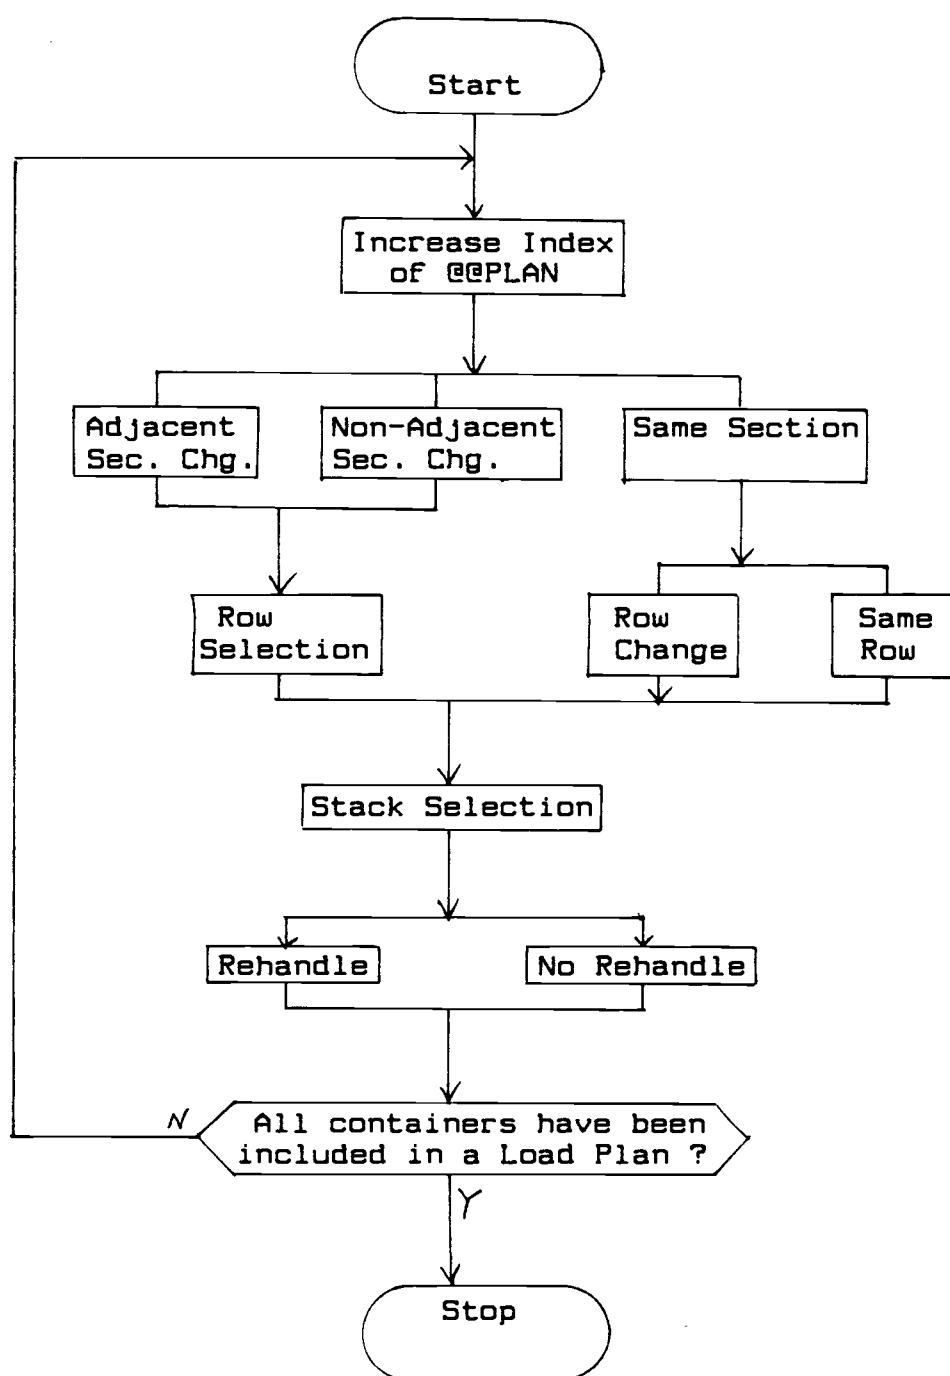 Start
Increase Index
of @@PLAN
Adjacent
Sec. Chg.
Non-Adjacent
Sec. Chg.
Same Section
Row
Selection
Row
Change
Same
Row
Stack Selection
Rehandle
No Rehandle
N
All containers have been
included in a Load Plan ?
Y
Stop